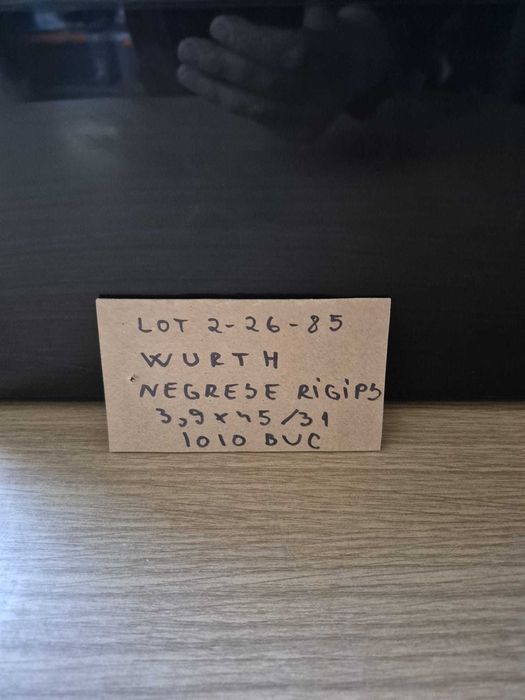 LOT 2-26-85
WURTH
NEGRESE RIGIPS
3,9x45/31
1010 BUC